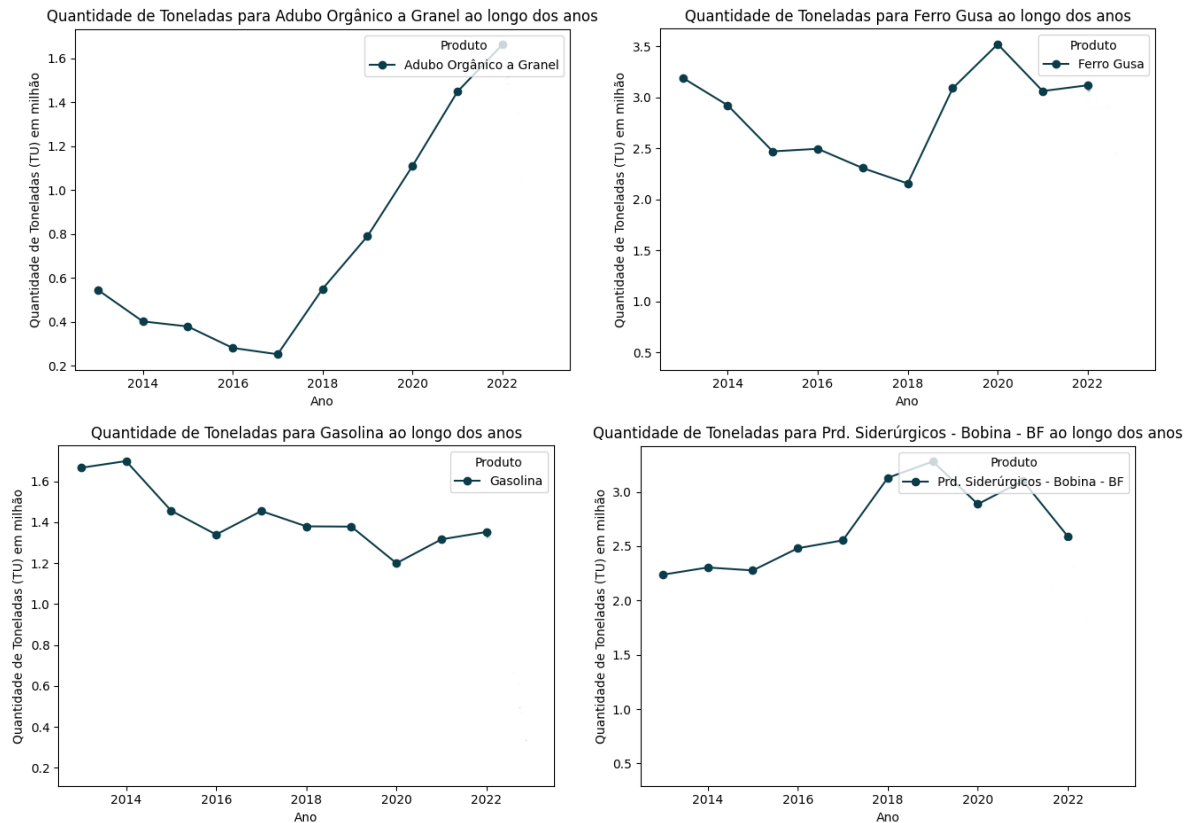 Quantidade de Toneladas para Adubo Orgânico a Granel ao longo dos anos
Quantidade de Toneladas (TU) em milhão
1.6
1.4
1.2
1.0
0.8
0.6
0.4
0.2
Produto
Adubo Orgânico a Granel
2014 2016 2018 2020 2022
Ano
Quantidade de Toneladas para Ferro Gusa ao longo dos anos
Quantidade de Toneladas (TU) em milhão
3.5
3.0
2.5
2.0
1.5
1.0
0.5
Produto
Ferro Gusa
2014 2016 2018 2020 2022
Ano
Quantidade de Toneladas para Gasolina ao longo dos anos
Quantidade de Toneladas (TU) em milhão
1.6
1.4
1.2
1.0
0.8
0.6
0.4
0.2
Produto
Gasolina
2014 2016 2018 2020 2022
Ano
Quantidade de Toneladas para Prd. Siderúrgicos - Bobina - BF ao longo dos anos
Quantidade de Toneladas (TU) em milhão
3.0
2.5
2.0
1.5
1.0
0.5
Produto
Prd. Siderúrgicos - Bobina - BF
2014 2016 2018 2020 2022
Ano